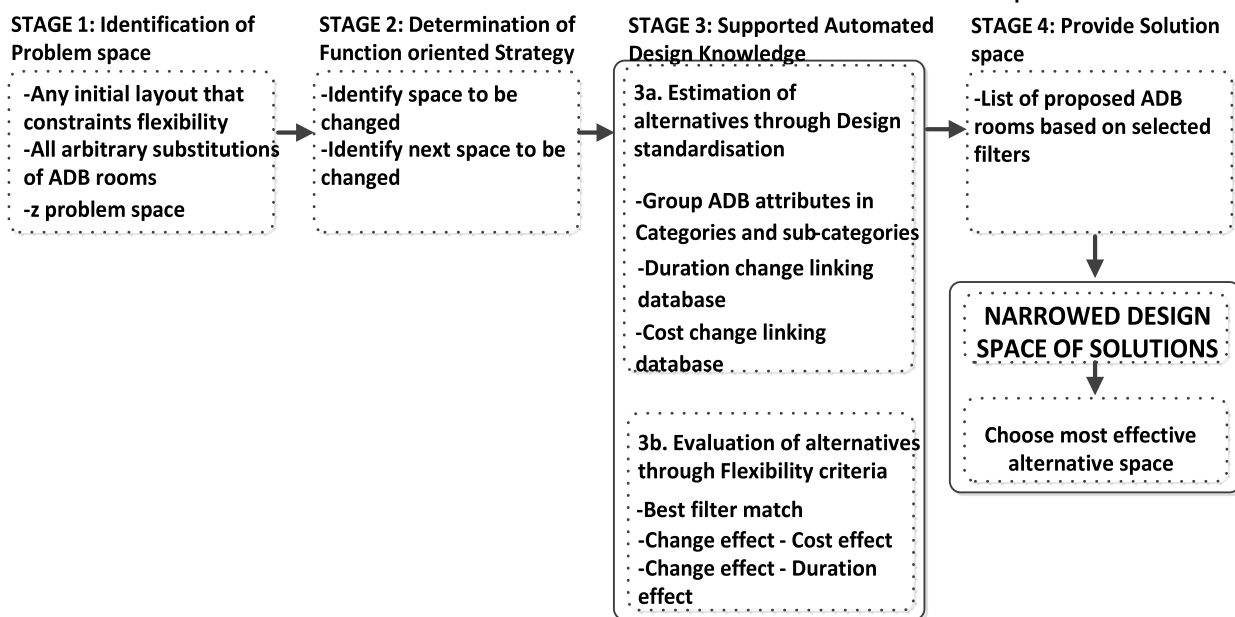 STAGE 1: Identification of
Problem space
-Any initial layout that
constraints flexibility
-All arbitrary substitutions
of ADB rooms
-z problem space
STAGE 2: Determination of
Function oriented Strategy
-Identify space to be
changed
-Identify next space to be
changed
STAGE 3: Supported Automated
Design Knowledge
3a. Estimation of
alternatives through Design
standardisation
-Group ADB attributes in
Categories and sub-categories
-Duration change linking
database
-Cost change linking
database
3b. Evaluation of alternatives
through Flexibility criteria
-Best filter match
-Change effect - Cost effect
-Change effect - Duration
effect
STAGE 4: Provide Solution
space
-List of proposed ADB
rooms based on selected
filters
NARROWED DESIGN
SPACE OF SOLUTIONS
Choose most effective
alternative space